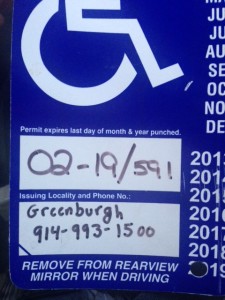 MA
JU
JU
AU
SE
OC
NO
DE
Permit expires last day of month & year punched.
02-19/591
Issuing Locality and Phone No.:
Greenburgh
914-993-1500
2013
2014
2015
2016
2017
2018
REMOVE FROM REARVIEW
MIRROR WHEN DRIVING